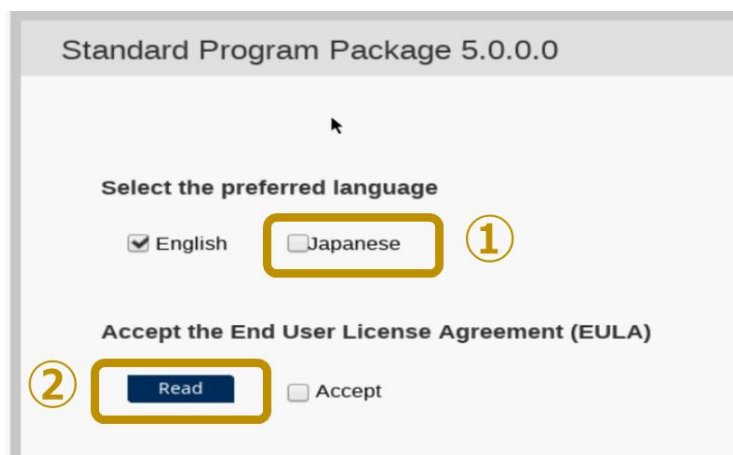 Standard Program Package 5.0.0.0
Select the preferred language
English Japanese ①
Accept the End User License Agreement (EULA)
② Read Accept